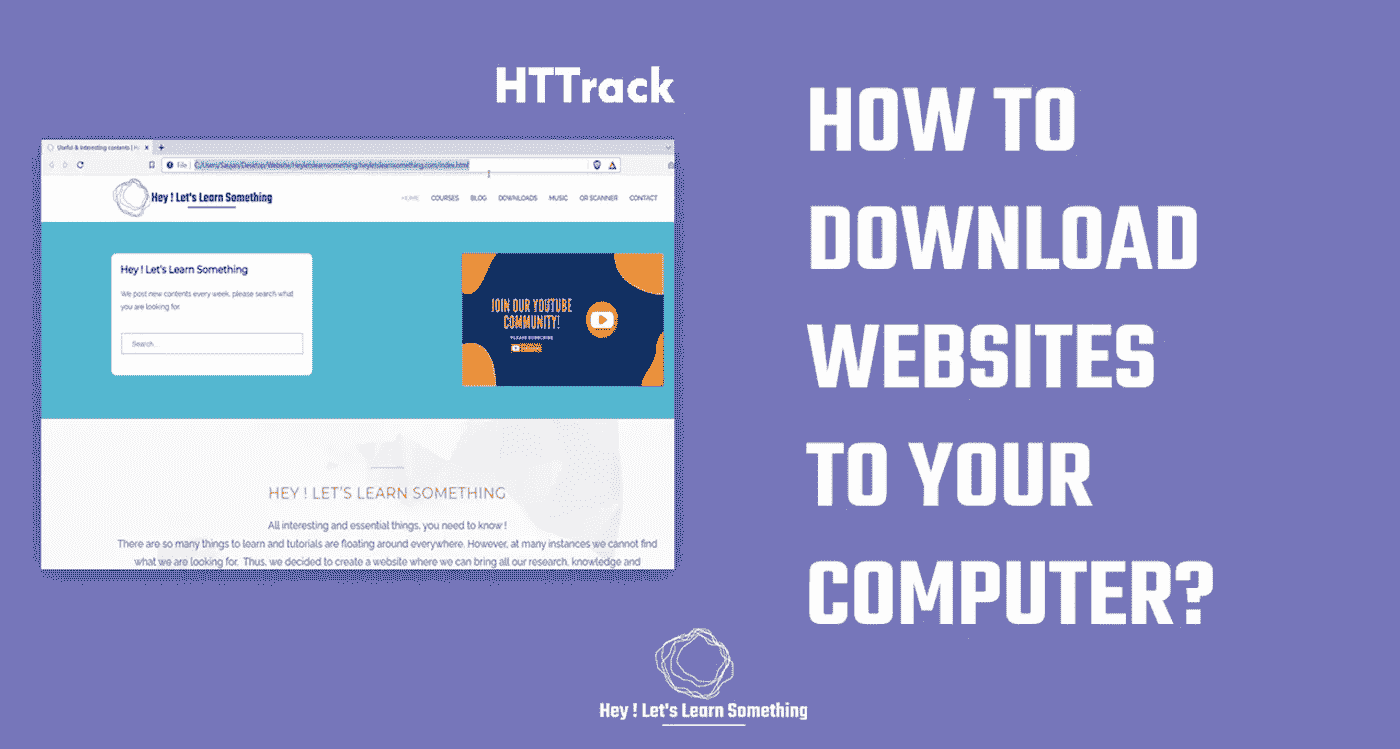 HTTrack
HOW TO
DOWNLOAD
WEBSITES
TO YOUR
COMPUTER?
Useful & interesting contents | He
File
C:/Users/Saujan/Desktop/Website/Heyletslearnsomething/heyletslearnsomething.com/index.html
Hey ! Let's Learn Something
HOME COURSES BLOG DOWNLOADS MUSIC QR SCANNER CONTACT
Hey ! Let's Learn Something
We post new contents every week, please search what
you are looking for.
Search...
JOIN OUR YOUTUBE
COMMUNITY!
PLEASE SUBSCRIBE
HEY ! LET'S LEARN SOMETHING
All interesting and essential things, you need to know !
There are so many things to learn and tutorials are floating around everywhere. However, at many instances we cannot find
what we are looking for. Thus, we decided to create a website where we can bring all our research, knowledge and
Hey ! Let's Learn Something